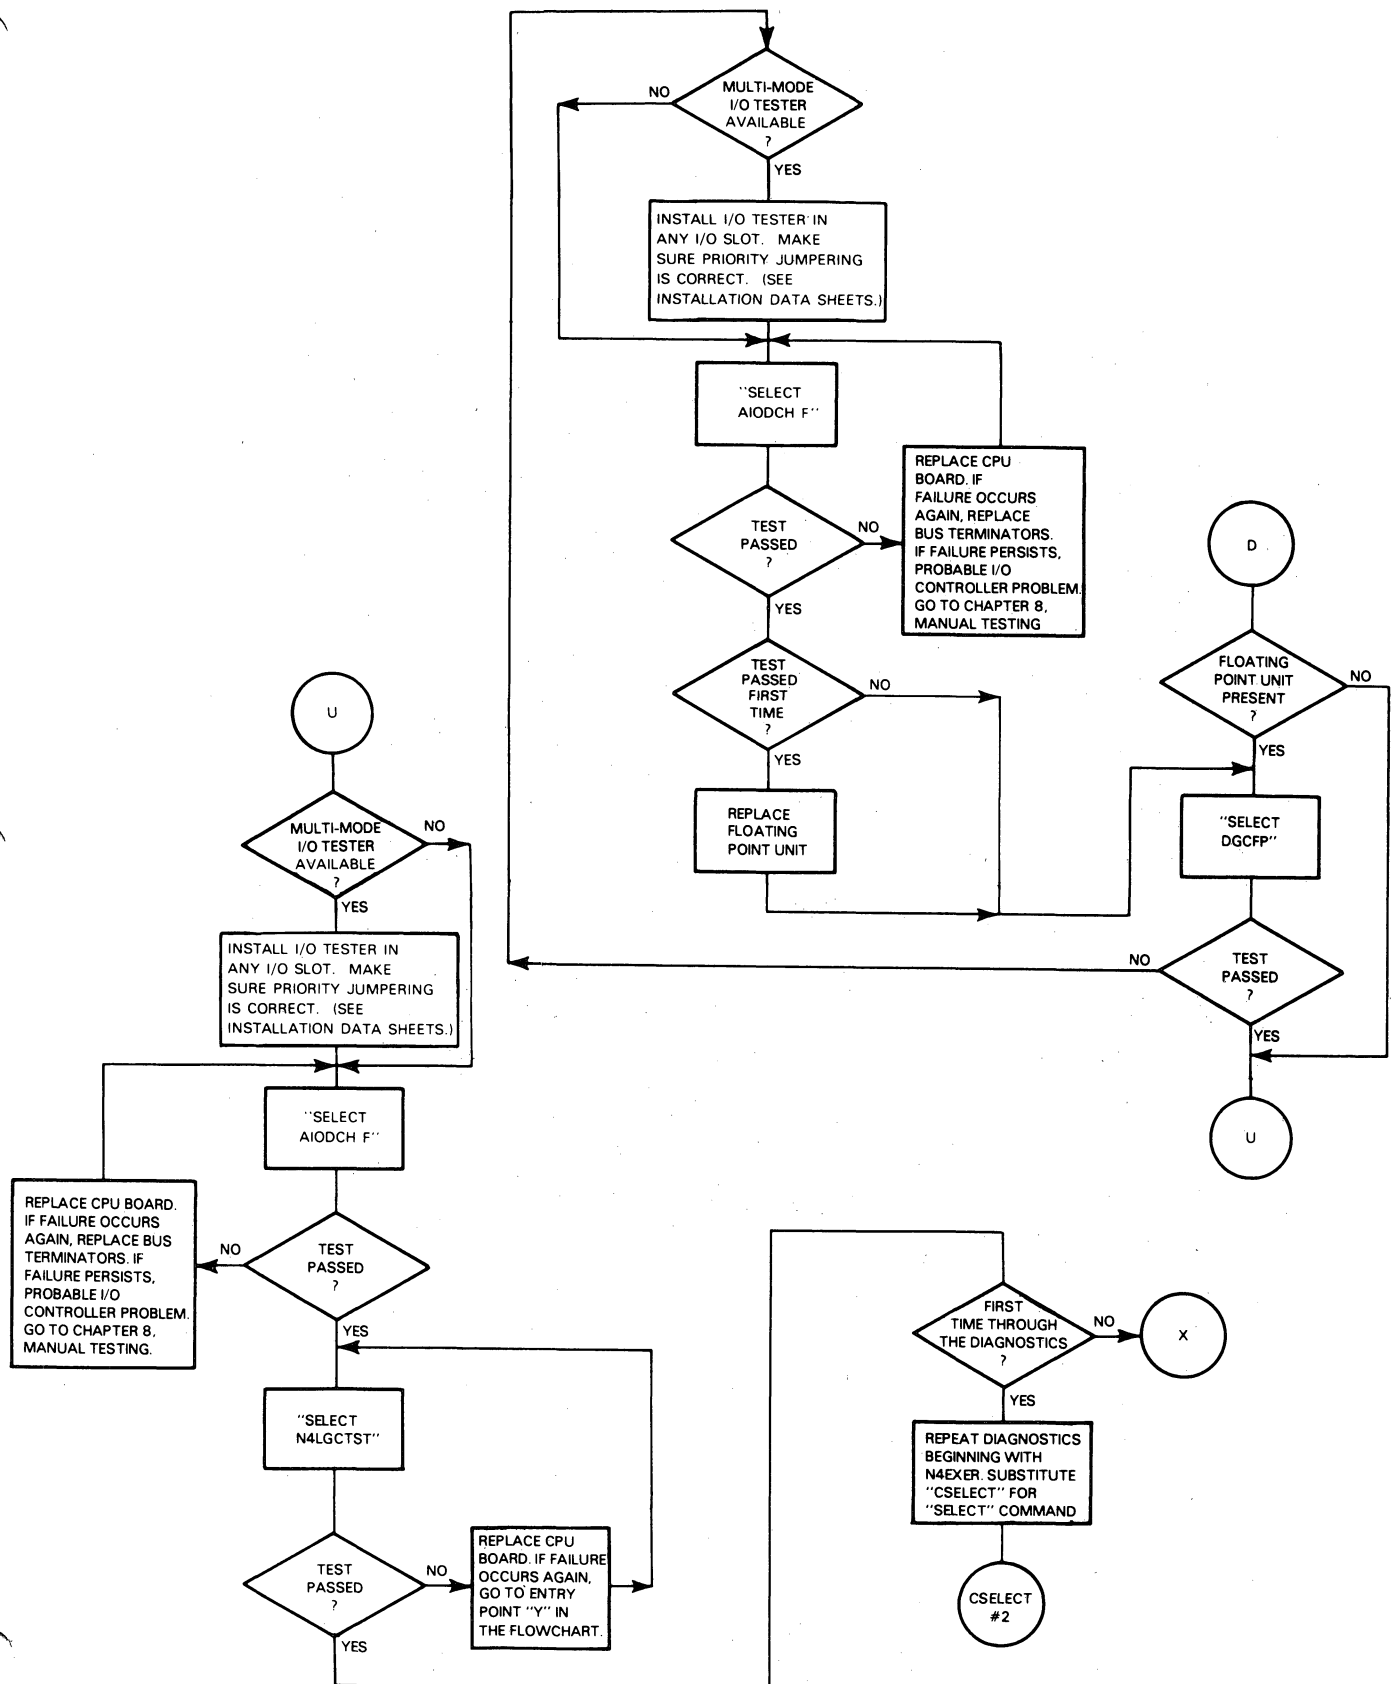 MULTI-MODE
I/O TESTER
AVAILABLE
?
NO
YES
INSTALL I/O TESTER IN
ANY I/O SLOT. MAKE
SURE PRIORITY JUMPERING
IS CORRECT. (SEE
INSTALLATION DATA SHEETS.)
"SELECT
AIODCH F"
TEST
PASSED
?
NO
REPLACE CPU
BOARD. IF
FAILURE OCCURS
AGAIN, REPLACE
BUS TERMINATORS.
IF FAILURE PERSISTS,
PROBABLE I/O
CONTROLLER PROBLEM.
GO TO CHAPTER 8,
MANUAL TESTING
YES
TEST
PASSED
FIRST
TIME
?
NO
YES
REPLACE
FLOATING
POINT UNIT
D
FLOATING
POINT UNIT
PRESENT
?
NO
YES
"SELECT
DGCFP"
TEST
PASSED
?
NO
YES
U
U
MULTI-MODE
I/O TESTER
AVAILABLE
?
NO
YES
INSTALL I/O TESTER IN
ANY I/O SLOT. MAKE
SURE PRIORITY JUMPERING
IS CORRECT. (SEE
INSTALLATION DATA SHEETS.)
"SELECT
AIODCH F"
TEST
PASSED
?
NO
REPLACE CPU BOARD.
IF FAILURE OCCURS
AGAIN, REPLACE BUS
TERMINATORS. IF
FAILURE PERSISTS,
PROBABLE I/O
CONTROLLER PROBLEM.
GO TO CHAPTER 8,
MANUAL TESTING.
YES
"SELECT
N4LGCTST"
TEST
PASSED
?
NO
REPLACE CPU
BOARD. IF FAILURE
OCCURS AGAIN,
GO TO ENTRY
POINT "Y" IN
THE FLOWCHART.
YES
FIRST
TIME THROUGH
THE DIAGNOSTICS
?
NO
X
YES
REPEAT DIAGNOSTICS
BEGINNING WITH
N4EXER. SUBSTITUTE
"CSELECT" FOR
"SELECT" COMMAND
CSELECT
#2